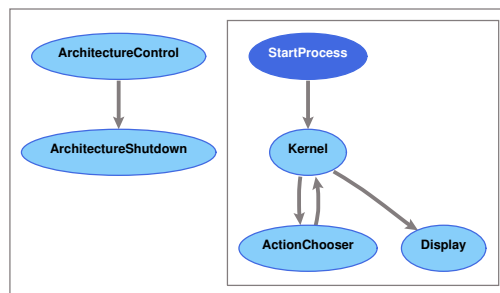 ArchitectureControl
StartProcess
ArchitectureShutdown
Kernel
ActionChooser
Display